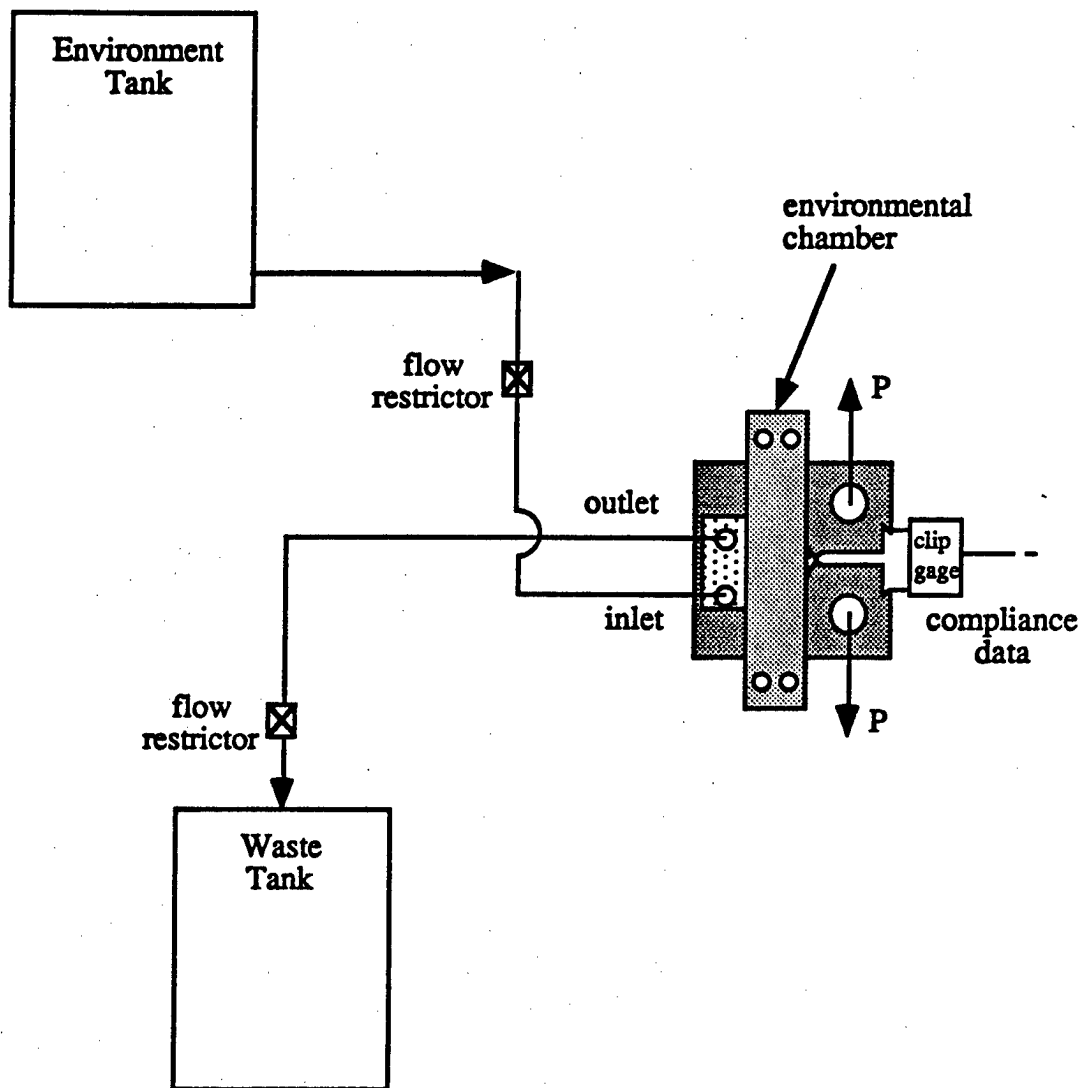 Environment
Tank
environmental
chamber
flow
restrictor
P
outlet
clip
gage
inlet
compliance
data
flow
restrictor
P
Waste
Tank